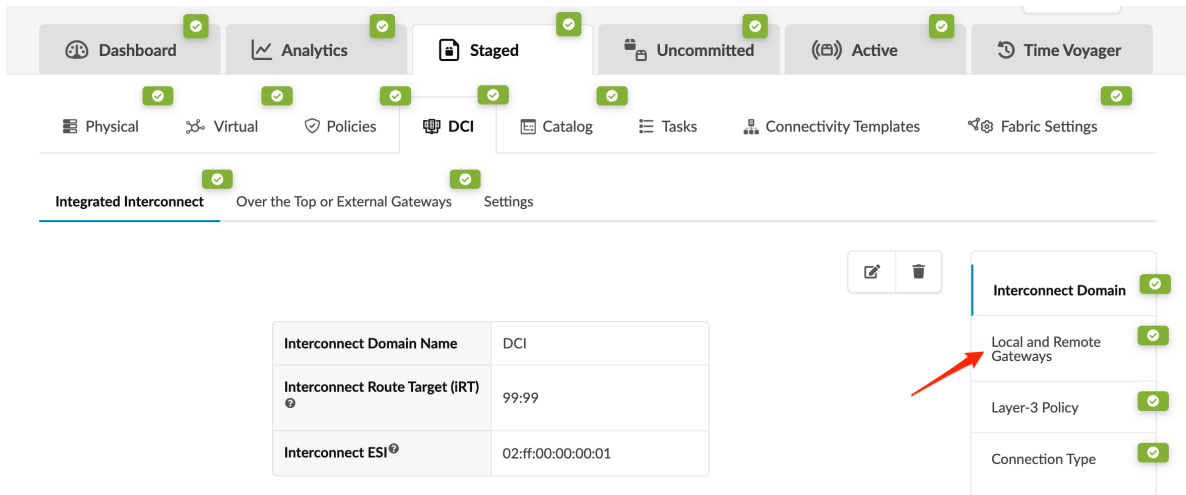 Dashboard
Analytics
Staged
Uncommitted
Active
Time Voyager
Physical
Virtual
Policies
DCI
Catalog
Tasks
Connectivity Templates
Fabric Settings
Integrated Interconnect
Over the Top or External Gateways
Settings
Interconnect Domain Name
DCI
Interconnect Route Target (iRT)
99:99
Interconnect ESI
02:ff:00:00:00:01
Interconnect Domain
Local and Remote
Gateways
Layer-3 Policy
Connection Type